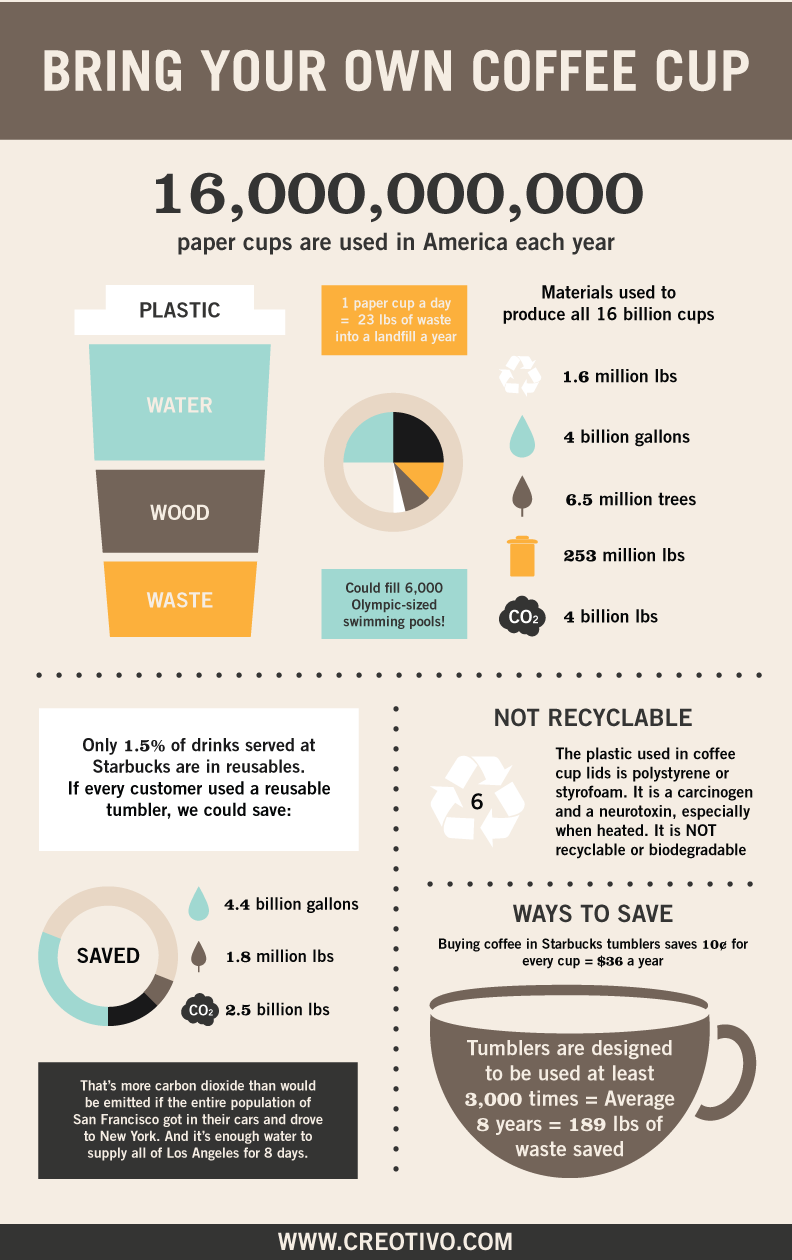 BRING YOUR OWN COFFEE CUP
16,000,000,000
paper cups are used in America each year
PLASTIC
WATER
WOOD
WASTE
1 paper cup a day
= 23 lbs of waste
into a landfill a year
Could fill 6,000
Olympic-sized
swimming pools!
Materials used to
produce all 16 billion cups
1.6 million lbs
4 billion gallons
6.5 million trees
253 million lbs
CO2 4 billion lbs
Only 1.5% of drinks served at
Starbucks are in reusables.
If every customer used a reusable
tumbler, we could save:
SAVED
4.4 billion gallons
1.8 million lbs
CO2 2.5 billion lbs
That's more carbon dioxide than would
be emitted if the entire population of
San Francisco got in their cars and drove
to New York. And it's enough water to
supply all of Los Angeles for 8 days.
NOT RECYCLABLE
6
The plastic used in coffee
cup lids is polystyrene or
styrofoam. It is a carcinogen
and a neurotoxin, especially
when heated. It is NOT
recyclable or biodegradable
WAYS TO SAVE
Buying coffee in Starbucks tumblers saves 10¢ for
every cup = $36 a year
Tumblers are designed
to be used at least
3,000 times = Average
8 years = 189 lbs of
waste saved
WWW.CREOTIVO.COM